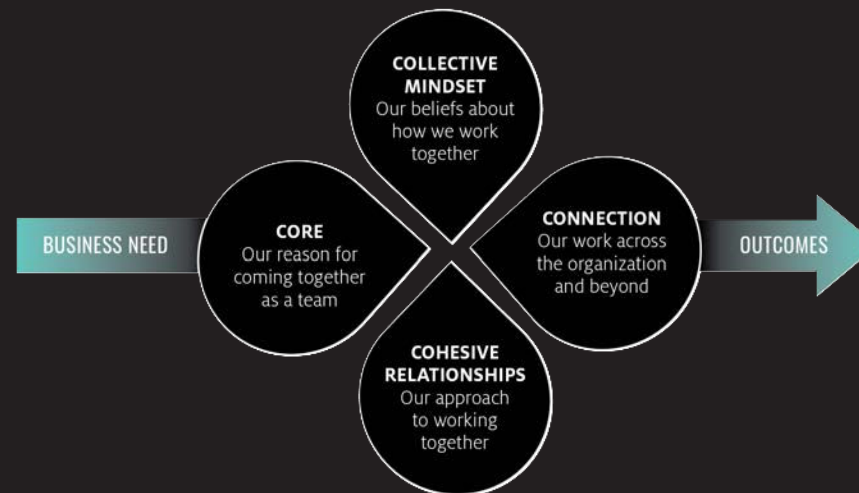 COLLECTIVE
MINDSET
Our beliefs about
how we work
together
BUSINESS NEED
CORE
Our reason for
coming together
as a team
CONNECTION
Our work across
the organization
and beyond
OUTCOMES
COHESIVE
RELATIONSHIPS
Our approach
to working
together